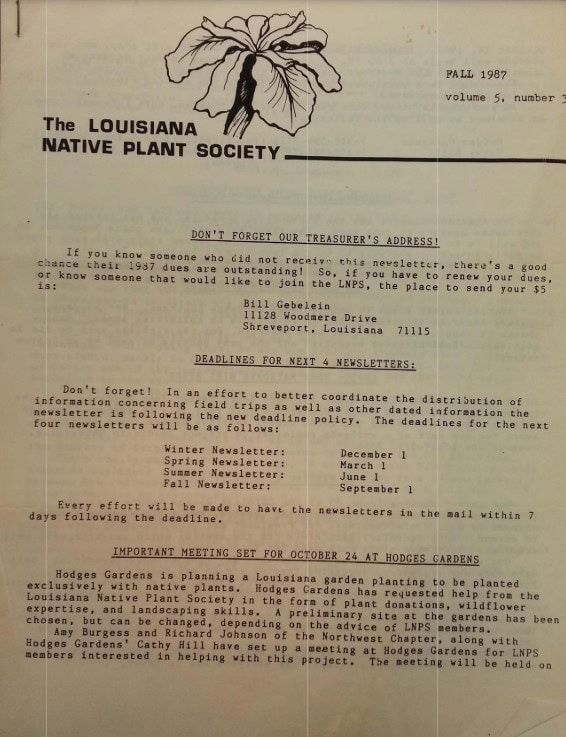 FALL 1987
volume 5, number 3
The LOUISIANA
NATIVE PLANT SOCIETY
DON'T FORGET OUR TREASURER'S ADDRESS!
If you know someone who did not receive this newsletter, there's a good
chance their 1987 dues are outstanding! So, if you have to renew your dues,
or know someone that would like to join the LNPS, the place to send your $5
is:
Bill Gebelein
11128 Woodmere Drive
Shreveport, Louisiana 71115
DEADLINES FOR NEXT 4 NEWSLETTERS:
Don't forget! In an effort to better coordinate the distribution of
information concerning field trips as well as other dated information the
newsletter is following the new deadline policy. The deadlines for the next
four newsletters will be as follows:
Winter Newsletter: December 1
Spring Newsletter: March 1
Summer Newsletter: June 1
Fall Newsletter: September 1
Every effort will be made to have the newsletters in the mail within 7
days following the deadline.
IMPORTANT MEETING SET FOR OCTOBER 24 AT HODGES GARDENS
Hodges Gardens is planning a Louisiana garden planting to be planted
exclusively with native plants. Hodges Gardens has requested help from the
Louisiana Native Plant Society in the form of plant donations, wildflower
expertise, and landscaping skills. A preliminary site at the gardens has been
chosen, but can be changed, depending on the advice of LNPS members.
Amy Burgess and Richard Johnson of the Northwest Chapter, along with
Hodges Gardens' Cathy Hill have set up a meeting at Hodges Gardens for LNPS
members interested in helping with this project. The meeting will be held on